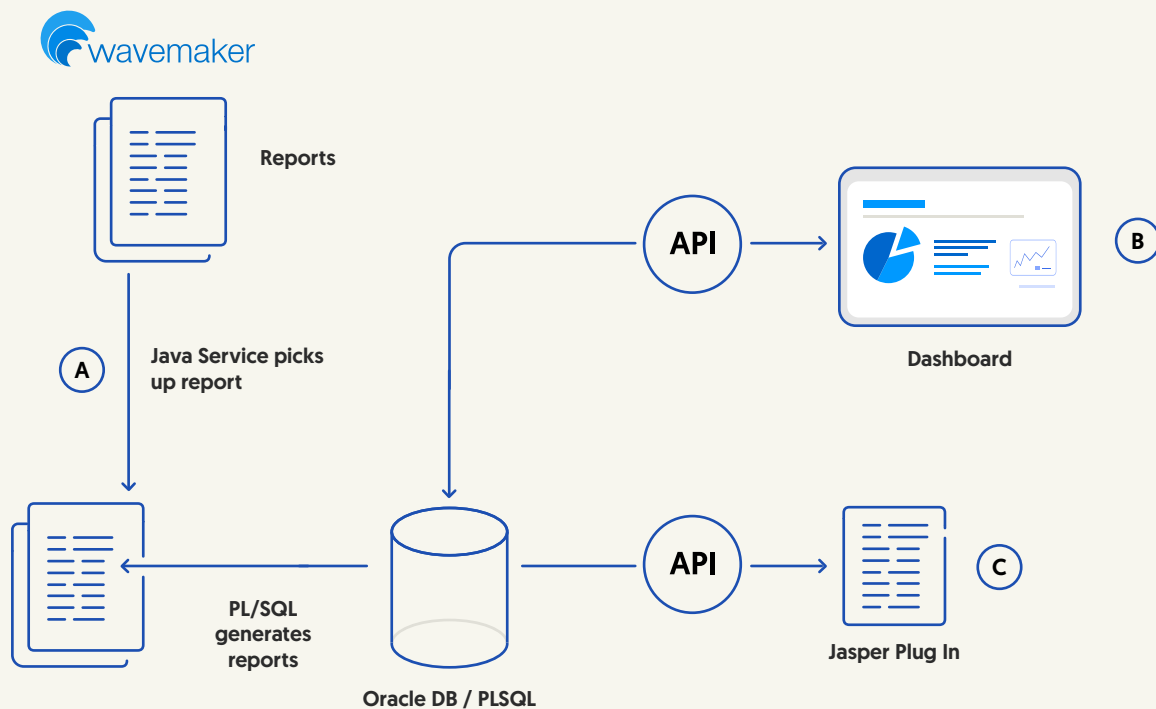 wavemaker
Reports
API
B
Dashboard
A
Java Service picks
up report
API
C
PL/SQL
generates
reports
Jasper Plug In
Oracle DB / PLSQL